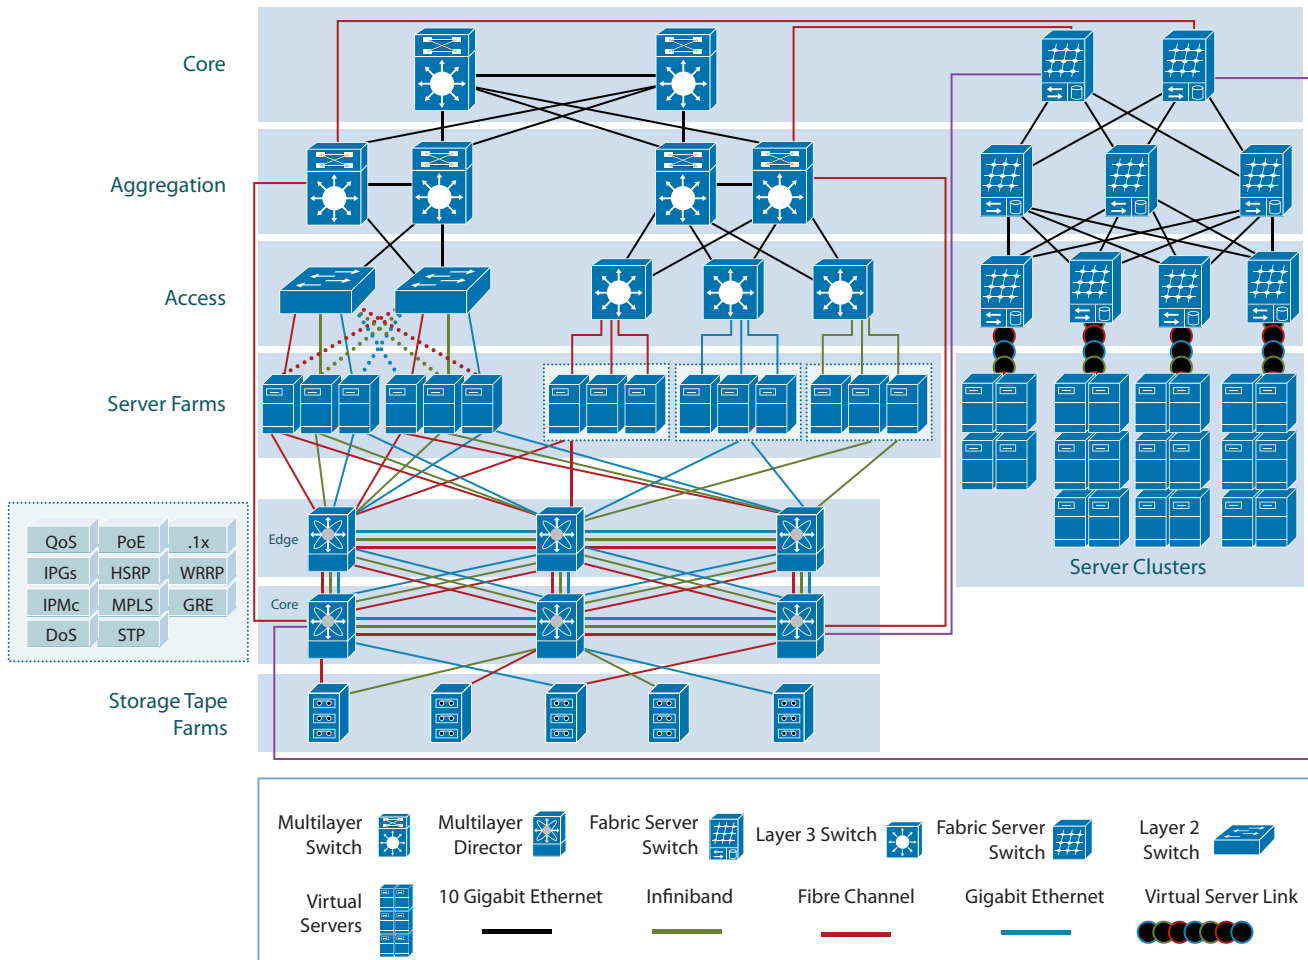 Core
Aggregation
Access
Server Farms
Edge
Core
Storage Tape
Farms
Server Clusters
QoS PoE .1x
IPGs HSRP WRRP
IPMc MPLS GRE
DoS STP
Multilayer
Switch
Multilayer
Director
Fabric Server
Switch
Layer 3 Switch
Fabric Server
Switch
Layer 2
Switch
Virtual
Servers
10 Gigabit Ethernet
Infiniband
Fibre Channel
Gigabit Ethernet
Virtual Server Link